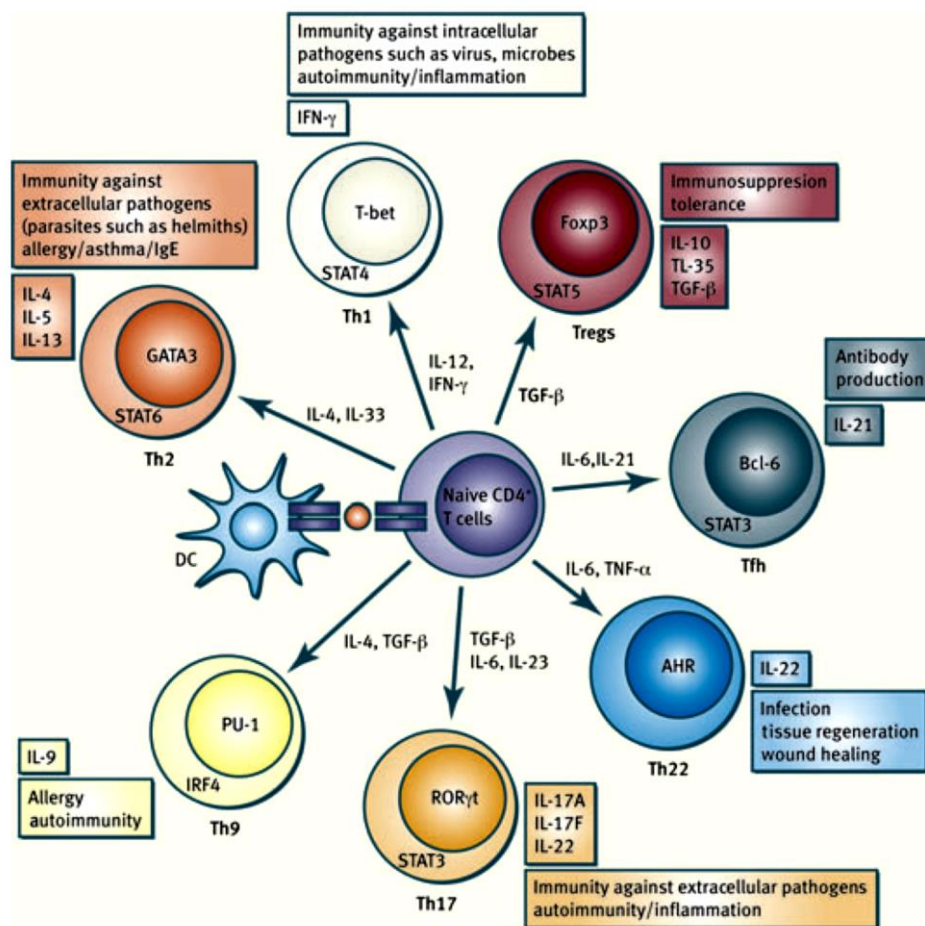 Immunity against intracellular
pathogens such as virus, microbes
autoimmunity/inflammation
IFN-γ
T-bet
STAT4
Th1
Immunity against
extracellular pathogens
(parasites such as helmiths)
allergy/asthma/IgE
IL-4
IL-5
IL-13
GATA3
STAT6
Th2
Foxp3
STAT5
Tregs
Immunosuppresion
tolerance
IL-10
TL-35
TGF-β
IL-12,
IFN-γ
TGF-β
IL-4, IL-33
Antibody
production
IL-21
Bcl-6
STAT3
Tfh
IL-6,IL-21
Naive CD4⁺
T cells
DC
IL-6, TNF-α
IL-4, TGF-β
TGF-β
IL-6, IL-23
AHR
Th22
IL-22
Infection
tissue regeneration
wound healing
PU-1
IRF4
Th9
IL-9
Allergy
autoimmunity
RORγt
STAT3
Th17
IL-17A
IL-17F
IL-22
Immunity against extracellular pathogens
autoimmunity/inflammation